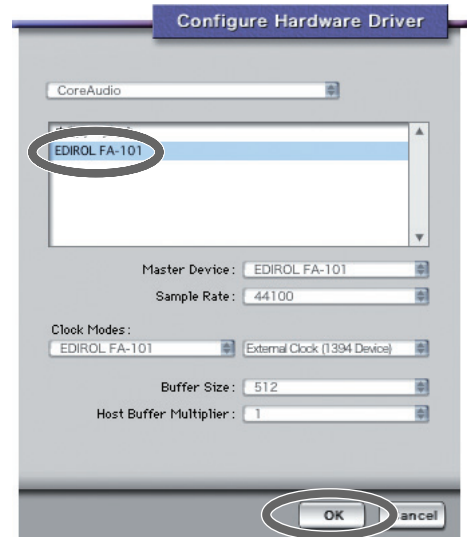 Configure Hardware Driver
CoreAudio
EDIROL FA-101
Master Device: EDIROL FA-101
Sample Rate: 44100
Clock Modes:
EDIROL FA-101 External Clock (1394 Device)
Buffer Size: 512
Host Buffer Multiplier: 1
OK